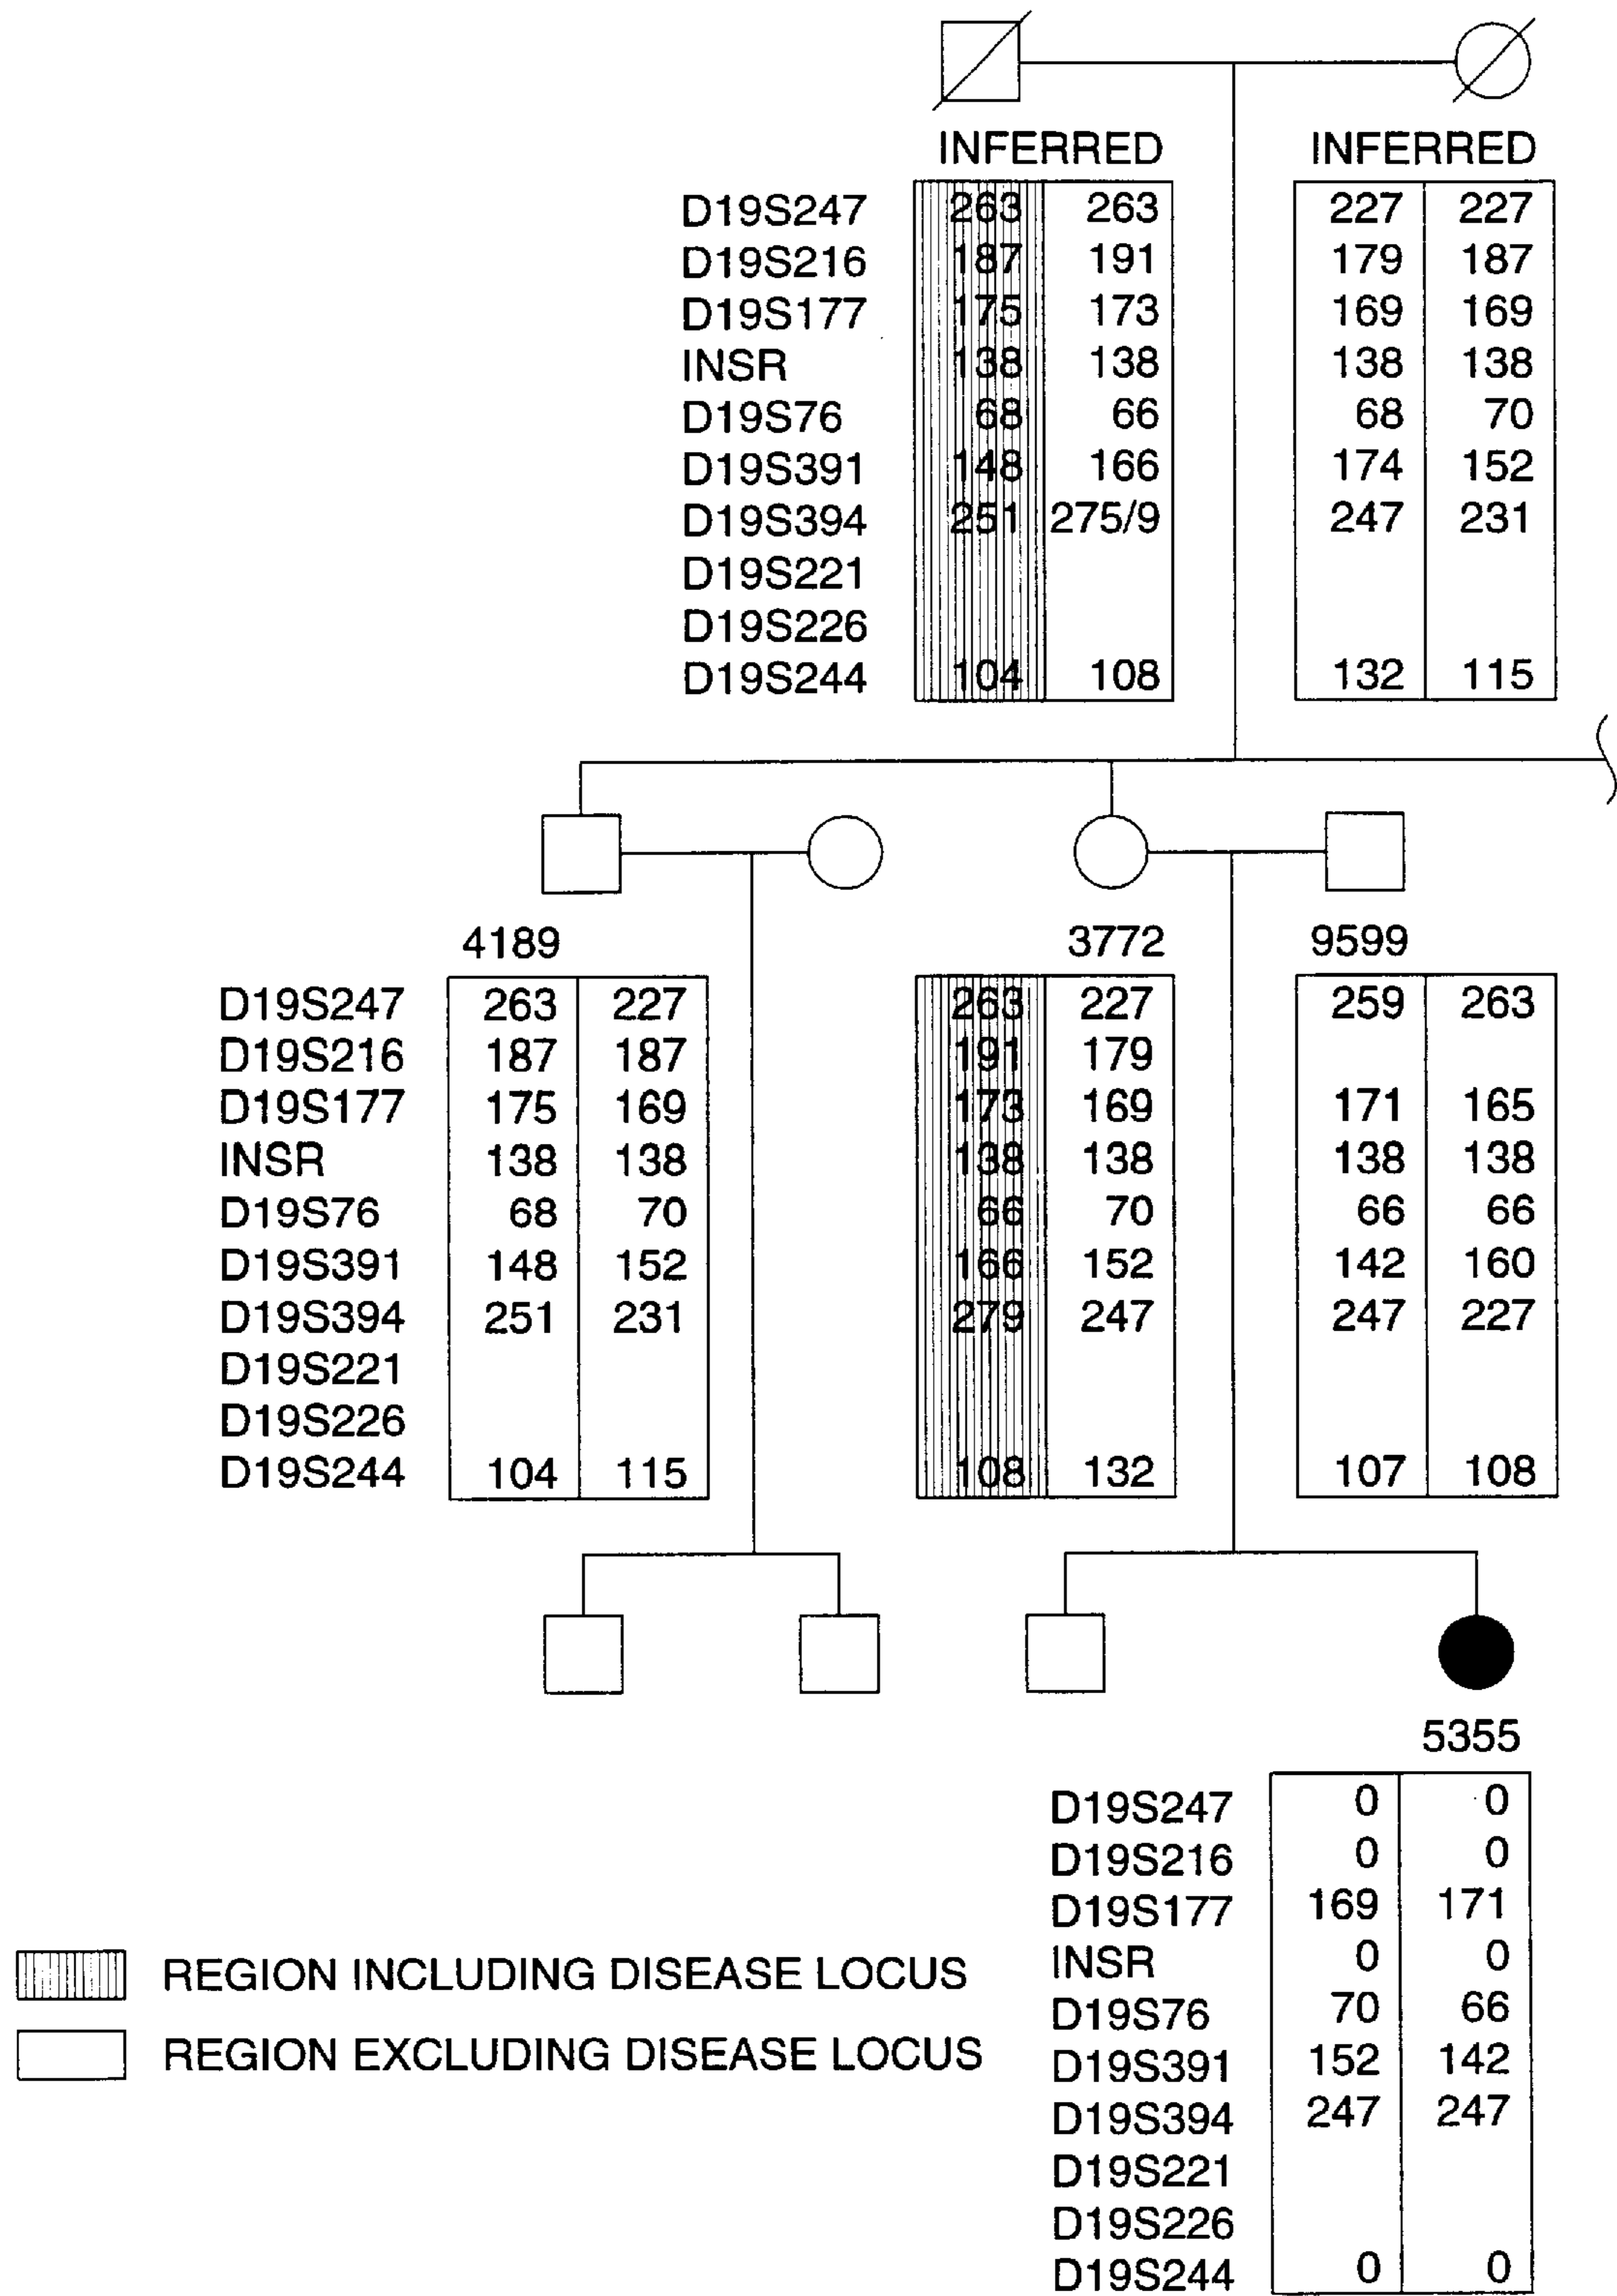 INFERRED INFERRED
D19S247 263 263 227 227
D19S216 187 191 179 187
D19S177 175 173 169 169
INSR 138 138 138 138
D19S76 68 66 68 70
D19S391 148 166 174 152
D19S394 251 275/9 247 231
D19S221
D19S226
D19S244 104 108 132 115
4189 3772 9599
D19S247 263 227 263 227 259 263
D19S216 187 187 191 179
D19S177 175 169 173 169 171 165
INSR 138 138 138 138 138 138
D19S76 68 70 66 70 66 66
D19S391 148 152 166 152 142 160
D19S394 251 231 279 247 247 227
D19S221
D19S226
D19S244 104 115 108 132 107 108
5355
D19S247 0 0
D19S216 0 0
D19S177 169 171
INSR 0 0
D19S76 70 66
D19S391 152 142
D19S394 247 247
D19S221
D19S226
D19S244 0 0
REGION INCLUDING DISEASE LOCUS
REGION EXCLUDING DISEASE LOCUS